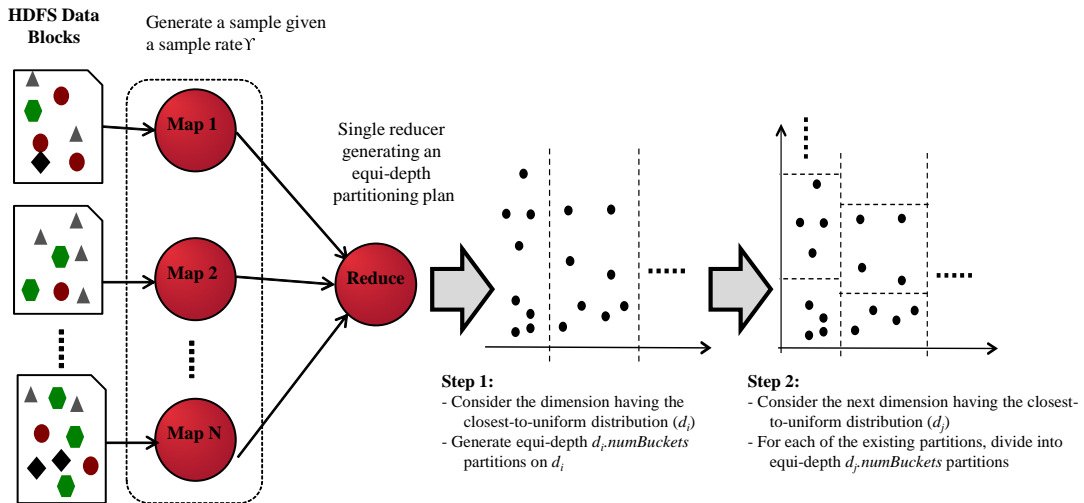 HDFS Data
Blocks
Generate a sample given
a sample rate ϒ
Map 1
Map 2
Map N
Single reducer
generating an
equi-depth
partitioning plan
Reduce
Step 1:
- Consider the dimension having the
closest-to-uniform distribution (di)
- Generate equi-depth di.numBuckets
partitions on di
Step 2:
- Consider the next dimension having the closest-
to-uniform distribution (dj)
- For each of the existing partitions, divide into
equi-depth dj.numBuckets partitions